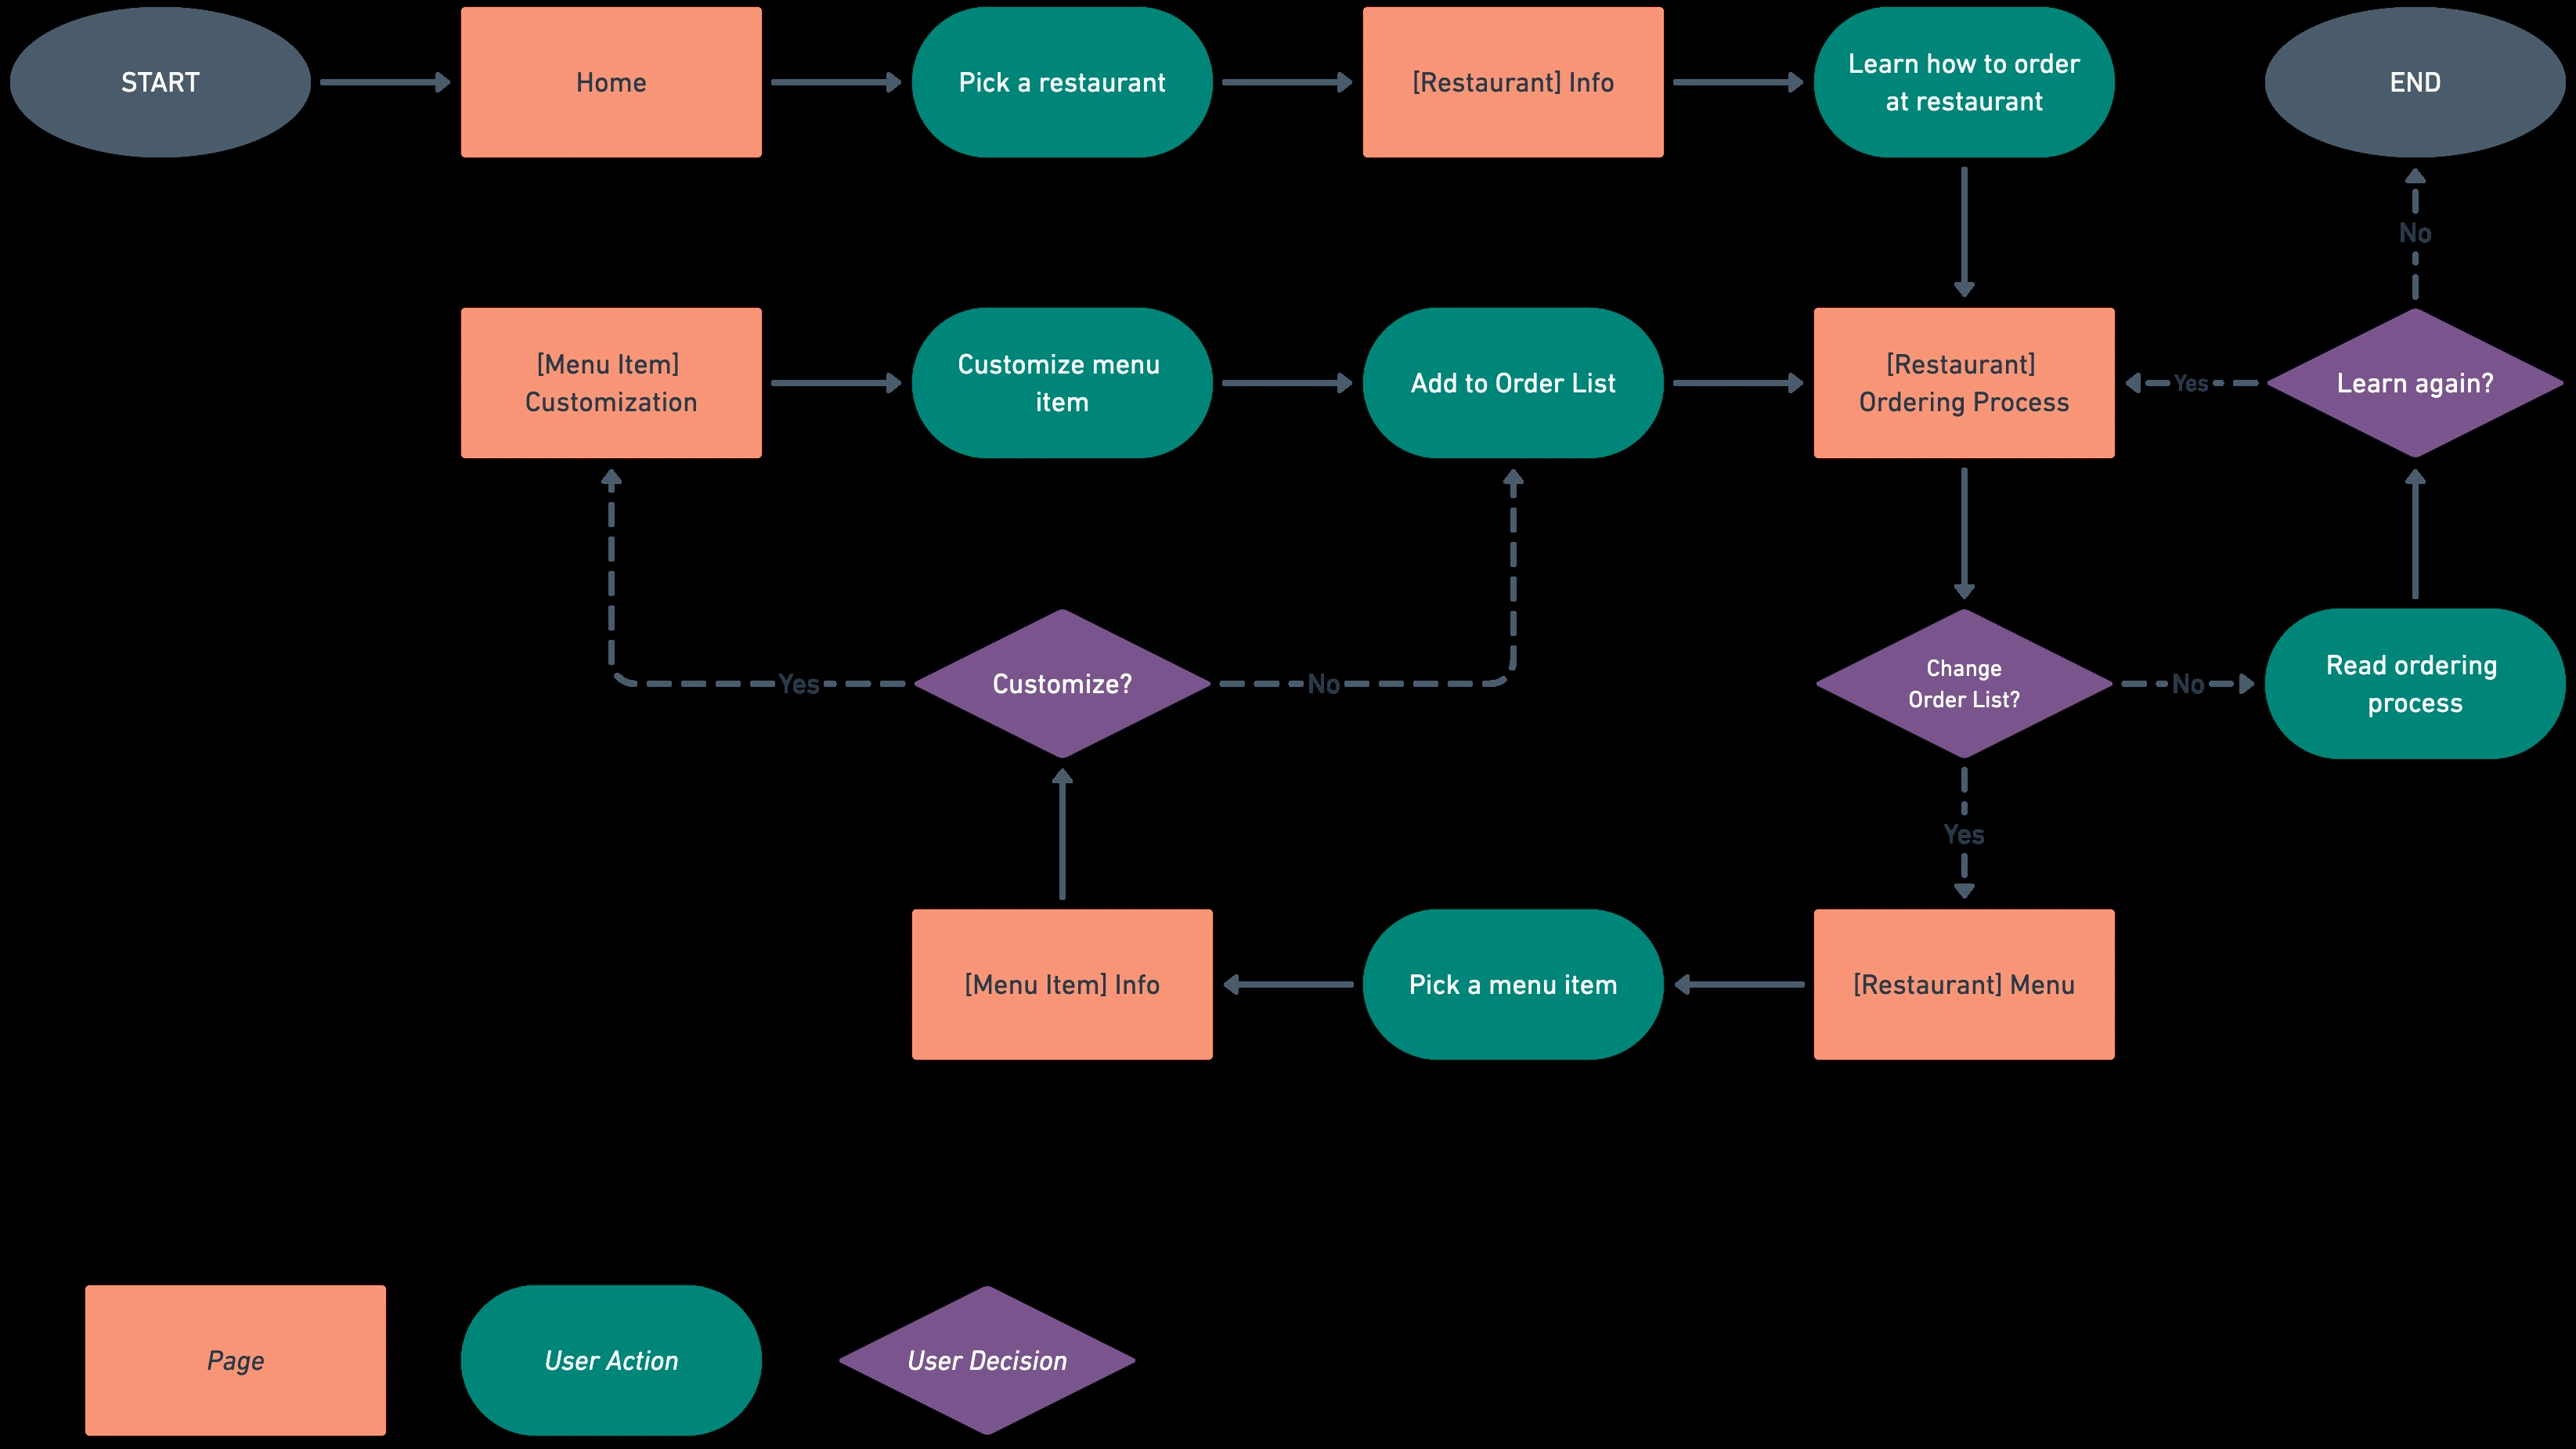 START
Home
Pick a restaurant
[Restaurant] Info
Learn how to order
at restaurant
END
No
[Menu Item]
Customization
Customize menu
item
Add to Order List
[Restaurant]
Ordering Process
Yes
Learn again?
Yes
Customize?
No
Change
Order List?
No
Read ordering
process
Yes
[Menu Item] Info
Pick a menu item
[Restaurant] Menu
Page
User Action
User Decision